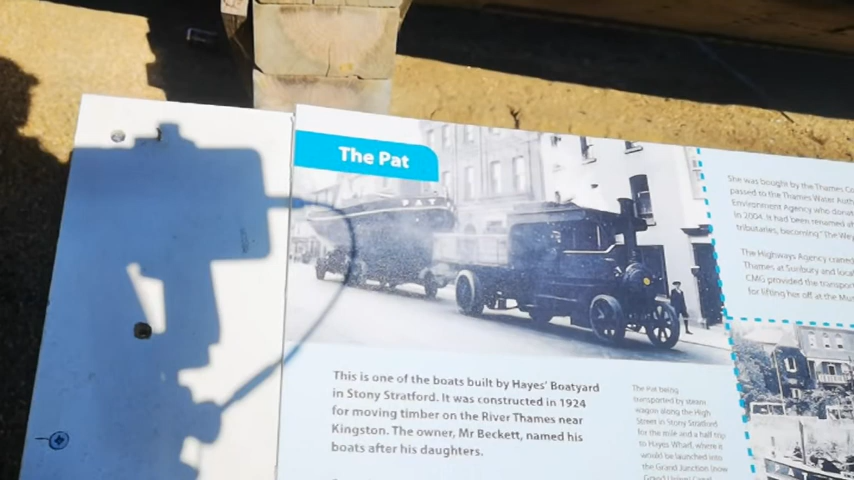 The Pat
PAT
This is one of the boats built by Hayes' Boatyard
in Stony Stratford. It was constructed in 1924
for moving timber on the River Thames near
Kingston. The owner, Mr Beckett, named his
boats after his daughters.
The Pat being
transported by steam
wagon along the High
Street in Stony Stratford
for the mile and a half trip
to Hayes Wharf, where it
would be launched into
the Grand Junction (now
She was bought by the Thames Co
passed to the Thames Water Auth
Environment Agency who dona
in 2004. It had been renamed
tributaries, becoming 'The Wey
The Highways Agency craned
Thames at Sunbury and local
CMG provided the transport
for lifting her off at the Mus
PAT